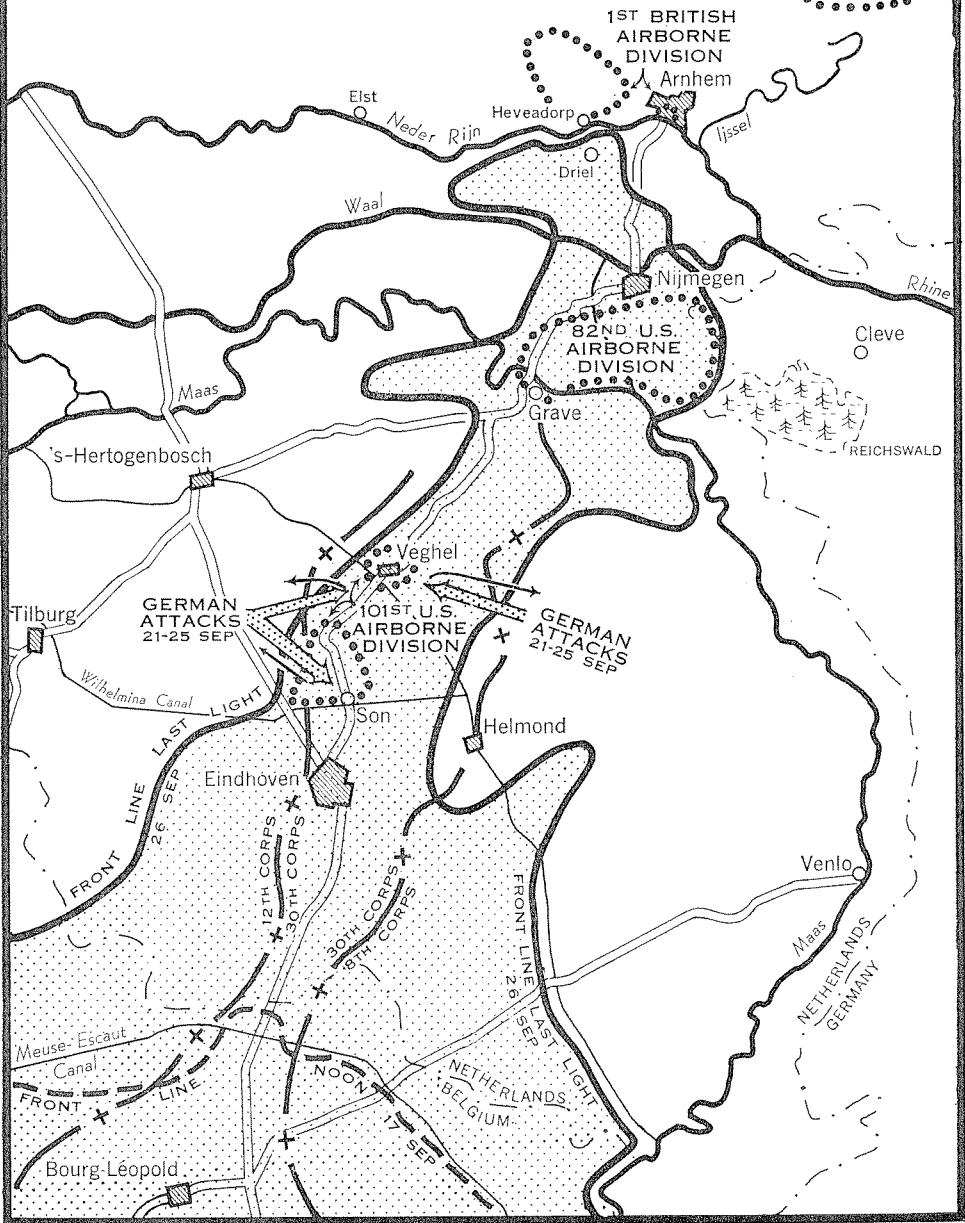 1ST BRITISH
AIRBORNE
DIVISION
Arnhem
Elst
Heveadorp
Neder Rijn
Ijssel
Driel
Waal
Nijmegen
Rhine
82ND U.S.
AIRBORNE
DIVISION
Cleve
Maas
Grave
REICHSWALD
's-Hertogenbosch
Veghel
Tilburg
GERMAN
ATTACKS
21-25 SEP
101ST U.S.
AIRBORNE
DIVISION
GERMAN
ATTACKS
21-25 SEP
Wilhelmina Canal
Son
Helmond
FRONT LINE LAST LIGHT
26 SEP
Eindhoven
12TH CORPS
30TH CORPS
30TH CORPS
8TH CORPS
Venlo
FRONT LINE LAST LIGHT
26 SEP
Maas
NETHERLANDS
GERMANY
Meuse-Escaut
Canal
FRONT LINE NOON 17 SEP
NETHERLANDS
BELGIUM
Bourg-Léopold